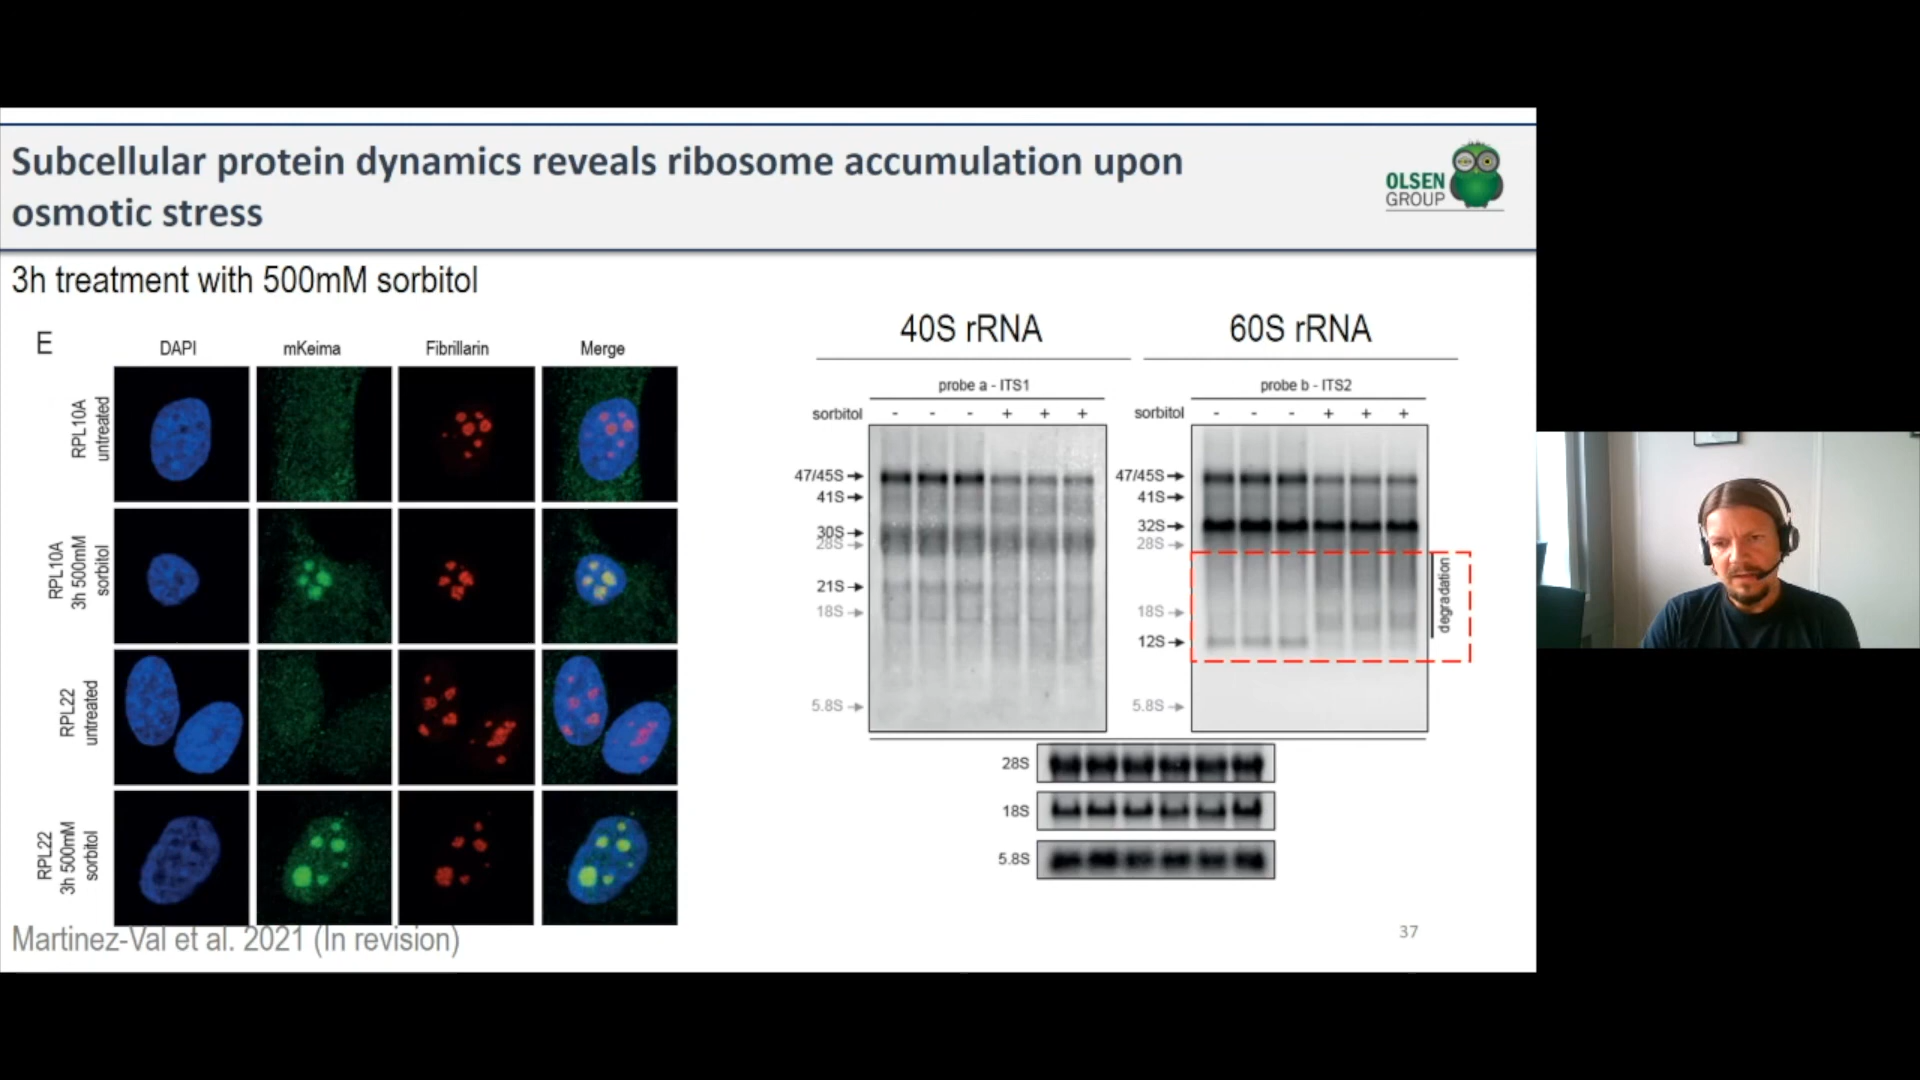 Subcellular protein dynamics reveals ribosome accumulation upon
osmotic stress
OLSEN
GROUP
3h treatment with 500mM sorbitol
E
DAPI mKeima Fibrillarin Merge
RPL10A
untreated
RPL10A
3h 500mM
sorbitol
RPL22
untreated
RPL22
3h 500mM
sorbitol
40S rRNA
probe a - ITS1
sorbitol - - - + + +
47/45S
41S
30S
28S
21S
18S
5.8S
60S rRNA
probe b - ITS2
sorbitol - - - + + +
47/45S
41S
32S
28S
18S
12S
5.8S
degradation
28S
18S
5.8S
Martinez-Val et al. 2021 (In revision)
37